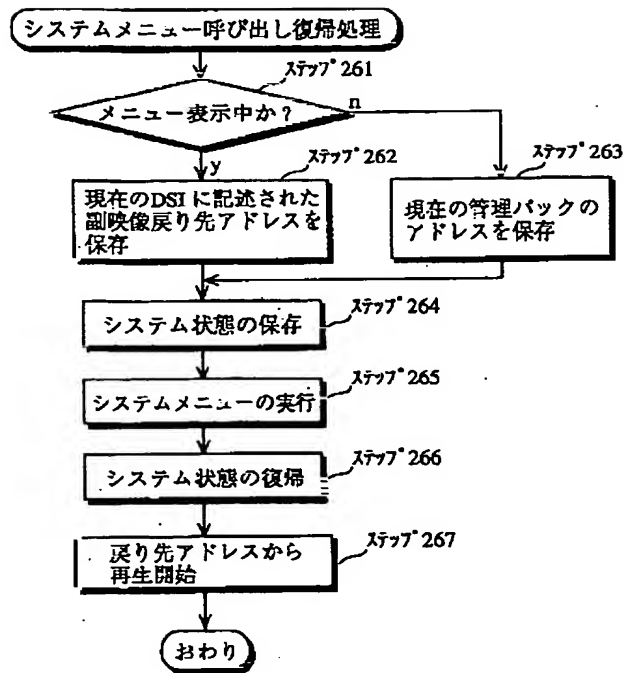 システムメニュー呼び出し復帰処理
ステップ261
メニュー表示中か？
n
y
ステップ262
ステップ263
現在のDSIに記述された
副映像戻り先アドレスを
保存
現在の管理パックの
アドレスを保存
ステップ264
システム状態の保存
ステップ265
システムメニューの実行
ステップ266
システム状態の復帰
ステップ267
戻り先アドレスから
再生開始
おわり